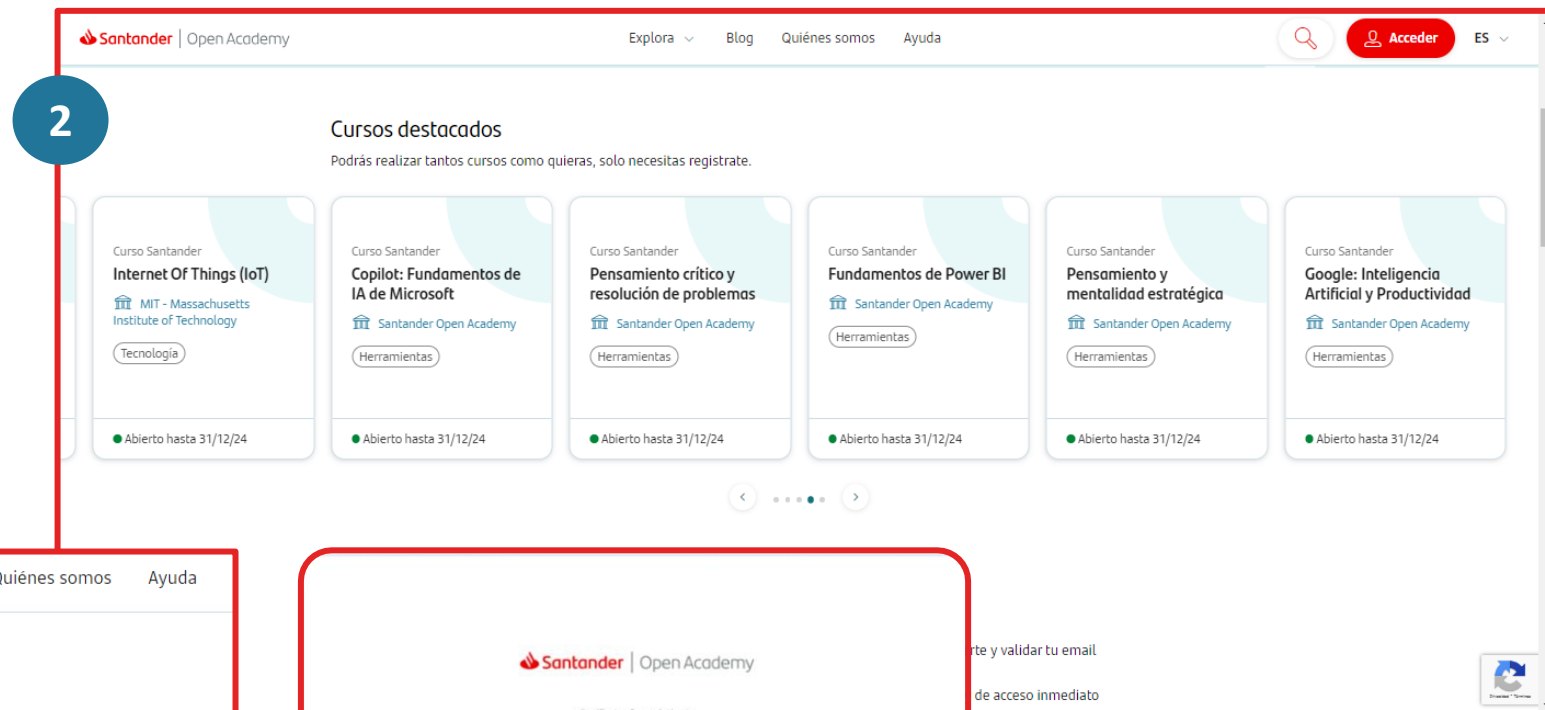 Santander | Open Academy
Explora
Blog
Quiénes somos
Ayuda
Acceder
ES
2
Cursos destacados
Podrás realizar tantos cursos como quieras, solo necesitas registrate.
Curso Santander
Internet Of Things (IoT)
MIT - Massachusetts
Institute of Technology
Tecnología
Abierto hasta 31/12/24
Curso Santander
Copilot: Fundamentos de
IA de Microsoft
Santander Open Academy
Herramientas
Abierto hasta 31/12/24
Curso Santander
Pensamiento crítico y
resolución de problemas
Santander Open Academy
Herramientas
Abierto hasta 31/12/24
Curso Santander
Fundamentos de Power BI
Santander Open Academy
Herramientas
Abierto hasta 31/12/24
Curso Santander
Pensamiento y
mentalidad estratégica
Santander Open Academy
Herramientas
Abierto hasta 31/12/24
Curso Santander
Google: Inteligencia
Artificial y Productividad
Santander Open Academy
Herramientas
Abierto hasta 31/12/24
Quiénes somos
Ayuda
Santander | Open Academy
rte y validar tu email
de acceso inmediato